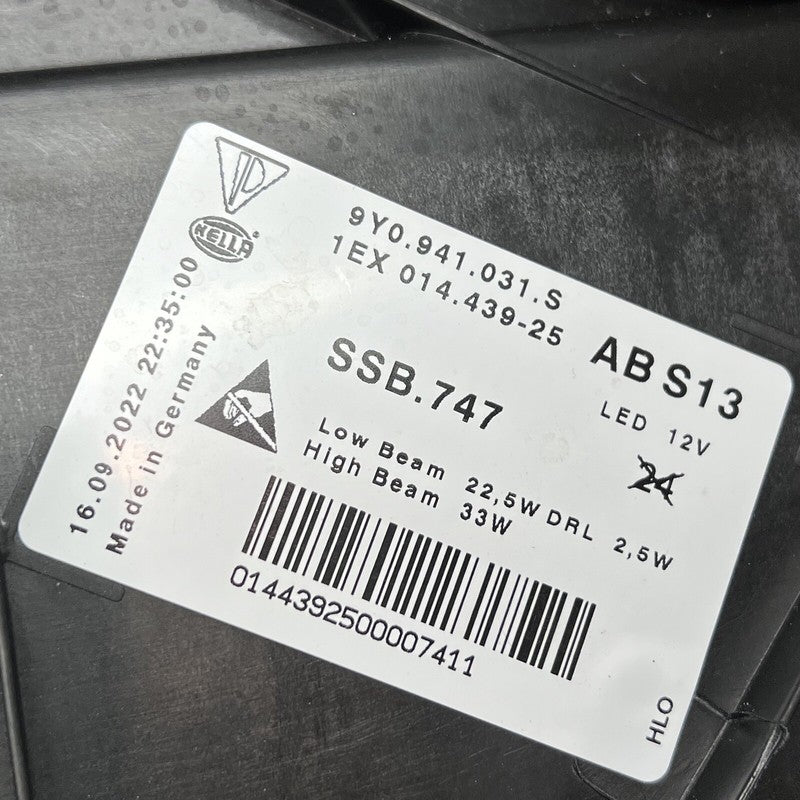 HELLA
9Y0.941.031.S
1EX 014.439-25
AB S13
SSB.747
LED 12V
24
Low Beam 22,5W DRL 2,5W
High Beam 33W
0144392500007411
16.09.2022 22:35:00
Made in Germany
HLO